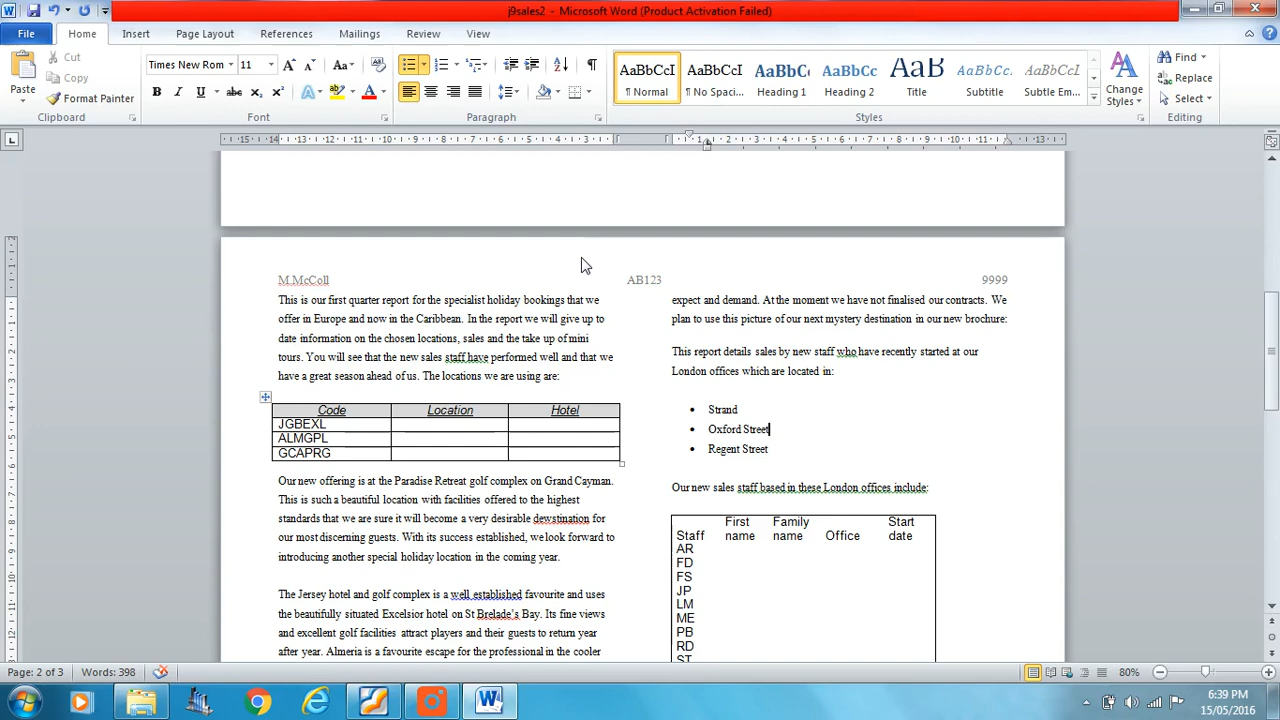 j9sales2 - Microsoft Word (Product Activation Failed)
File Home Insert Page Layout References Mailings Review View
Paste
Cut
Copy
Format Painter
Clipboard
Times New Rom 11
Font
Paragraph
AaBbCcI AaBbCcI AaBbCc AaBbCc AaB AaBbCcI AaBbCcI
¶ Normal ¶ No Spaci... Heading 1 Heading 2 Title Subtitle Subtle Em...
Change
Styles
Styles
Find
Replace
Select
Editing
M.McColl AB123 9999
This is our first quarter report for the specialist holiday bookings that we
offer in Europe and now in the Caribbean. In the report we will give up to
date information on the chosen locations, sales and the take up of mini
tours. You will see that the new sales staff have performed well and that we
have a great season ahead of us. The locations we are using are:
Code Location Hotel
JGBEXL
ALMGPL
GCAPRG
Our new offering is at the Paradise Retreat golf complex on Grand Cayman.
This is such a beautiful location with facilities offered to the highest
standards that we are sure it will become a very desirable dewstination for
our most discerning guests. With its success established, we look forward to
introducing another special holiday location in the coming year.
The Jersey hotel and golf complex is a well established favourite and uses
the beautifully situated Excelsior hotel on St Brelade's Bay. Its fine views
and excellent golf facilities attract players and their guests to return year
after year. Almeria is a favourite escape for the professional in the cooler
expect and demand. At the moment we have not finalised our contracts. We
plan to use this picture of our next mystery destination in our new brochure:
This report details sales by new staff who have recently started at our
London offices which are located in:
• Strand
• Oxford Street
• Regent Street
Our new sales staff based in these London offices include:
Staff First name Family name Office Start date
AR
FD
FS
JP
LM
ME
PB
RD
ST
Page: 2 of 3 Words: 398 80%
6:39 PM
15/05/2016